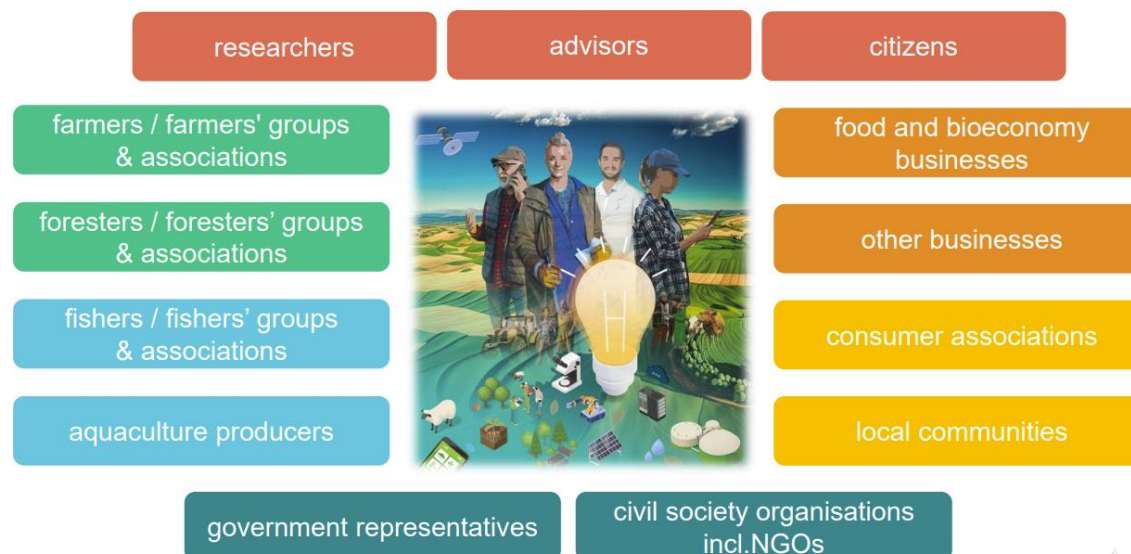 researchers
advisors
citizens
farmers / farmers' groups
& associations
food and bioeconomy
businesses
foresters / foresters’ groups
& associations
other businesses
fishers / fishers’ groups
& associations
consumer associations
aquaculture producers
local communities
government representatives
civil society organisations
incl.NGOs